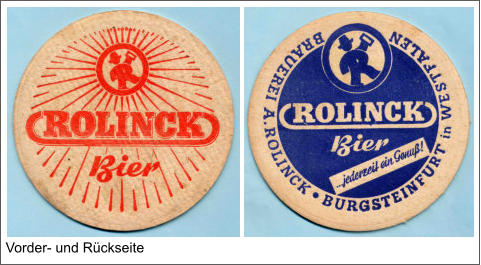 ROLINCK
Bier
BRAUEREI A. ROLINCK • BURGSTEINFURT in WESTFALEN
ROLINCK
Bier
...jederzeit ein Genuß!
Vorder- und Rückseite